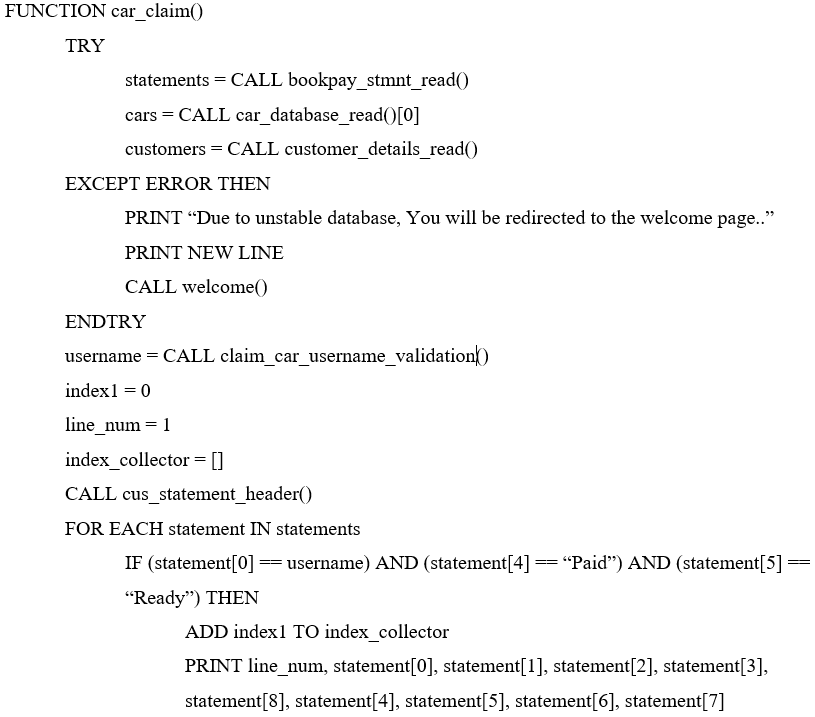 FUNCTION car_claim()
TRY
statements = CALL bookpay_stmnt_read()
cars = CALL car_database_read()[0]
customers = CALL customer_details_read()
EXCEPT ERROR THEN
PRINT “Due to unstable database, You will be redirected to the welcome page..”
PRINT NEW LINE
CALL welcome()
ENDTRY
username = CALL claim_car_username_validation()
index1 = 0
line_num = 1
index_collector = []
CALL cus_statement_header()
FOR EACH statement IN statements
IF (statement[0] == username) AND (statement[4] == “Paid”) AND (statement[5] ==
“Ready”) THEN
ADD index1 TO index_collector
PRINT line_num, statement[0], statement[1], statement[2], statement[3],
statement[8], statement[4], statement[5], statement[6], statement[7]